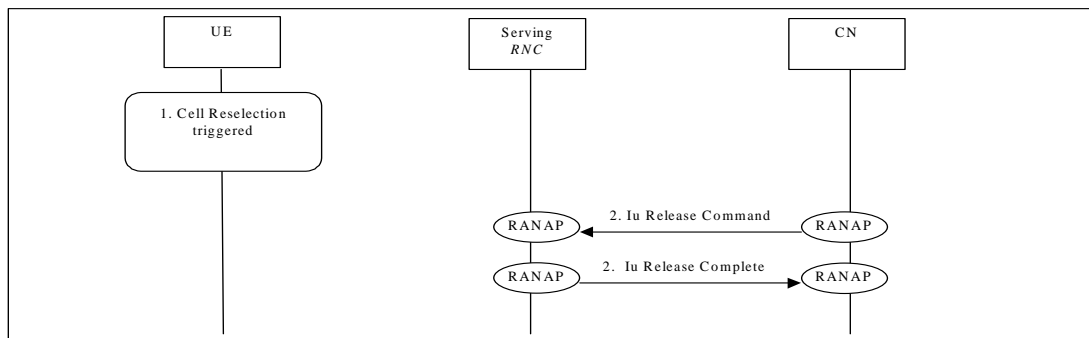 UE
Serving
RNC
CN
1. Cell Reselection
triggered
2. Iu Release Command
RANAP
RANAP
2. Iu Release Complete
RANAP
RANAP